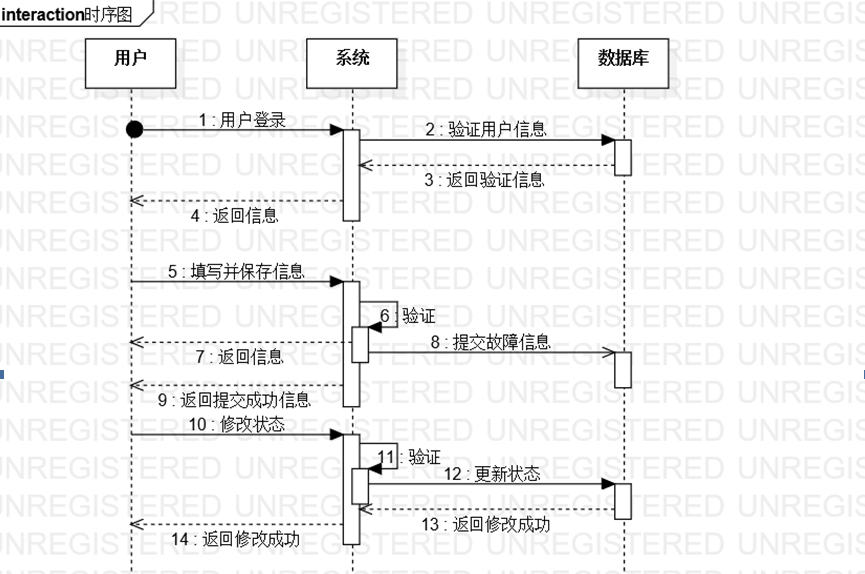 interaction时序图
用户
系统
数据库
1 : 用户登录
2 : 验证用户信息
3 : 返回验证信息
4 : 返回信息
5 : 填写并保存信息
6 : 验证
7 : 返回信息
8 : 提交故障信息
9 : 返回提交成功信息
10 : 修改状态
11 : 验证
12 : 更新状态
13 : 返回修改成功
14 : 返回修改成功
UNREGISTERED